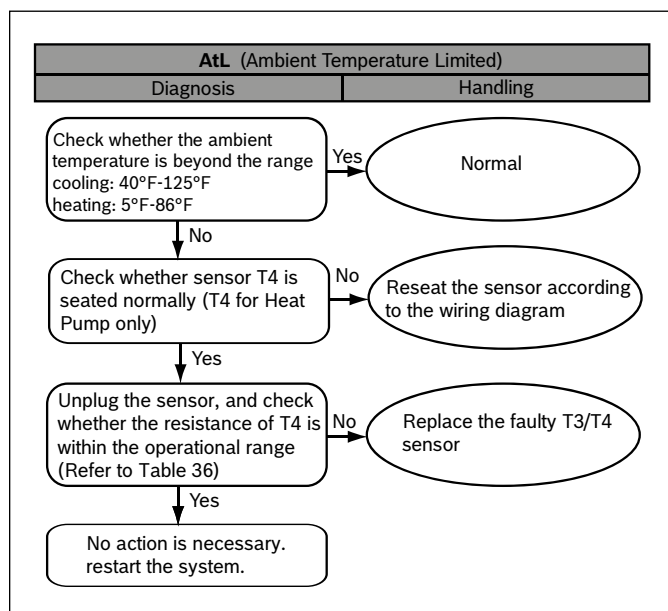 AtL (Ambient Temperature Limited)
Diagnosis
Handling
Check whether the ambient
temperature is beyond the range
cooling: 40°F-125°F
heating: 5°F-86°F
Yes
Normal
No
Check whether sensor T4 is
seated normally (T4 for Heat
Pump only)
No
Reseat the sensor according
to the wiring diagram
Yes
Unplug the sensor, and check
whether the resistance of T4 is
within the operational range
(Refer to Table 36)
No
Replace the faulty T3/T4
sensor
Yes
No action is necessary.
restart the system.